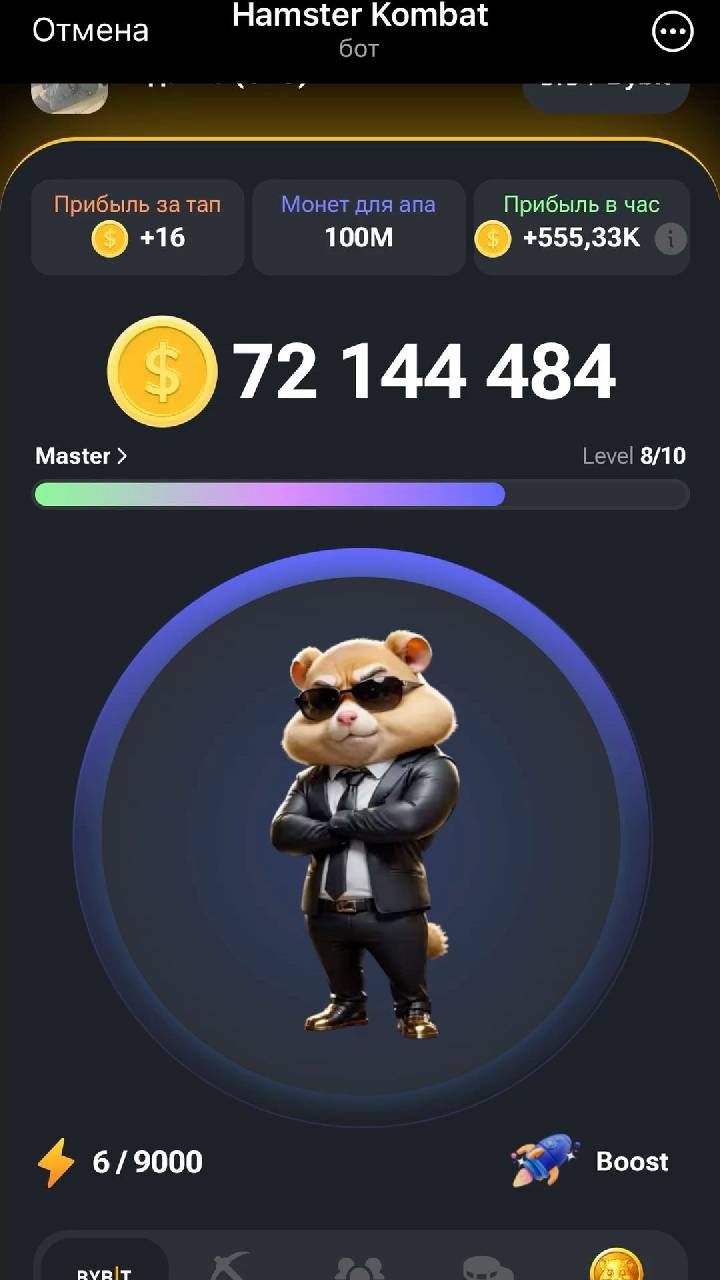 Отмена
Hamster Kombat
бот
Прибыль за тап
+16
Монет для апа
100M
Прибыль в час
+555,33K
72 144 484
Master >
Level 8/10
6 / 9000
Boost
BYBIT